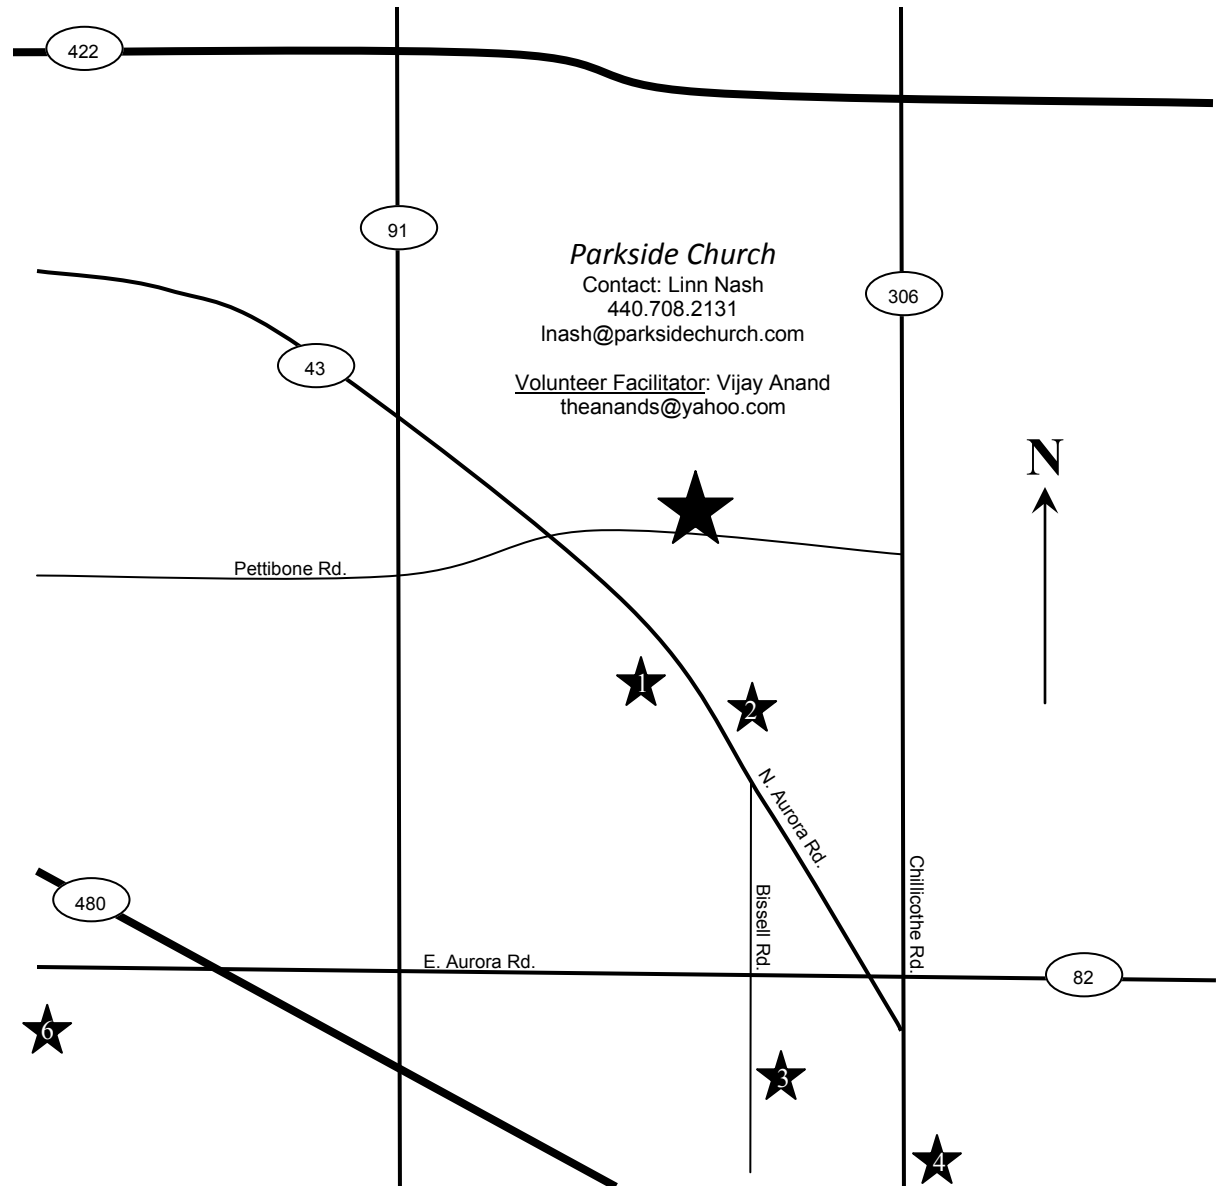 422
91
Parkside Church
Contact: Linn Nash
440.708.2131
lnash@parksidechurch.com
306
43
Volunteer Facilitator: Vijay Anand
theanands@yahoo.com
N
Pettibone Rd.
1
2
N. Aurora Rd.
Chillicothe Rd.
Bissell Rd.
480
E. Aurora Rd.
82
6
3
4